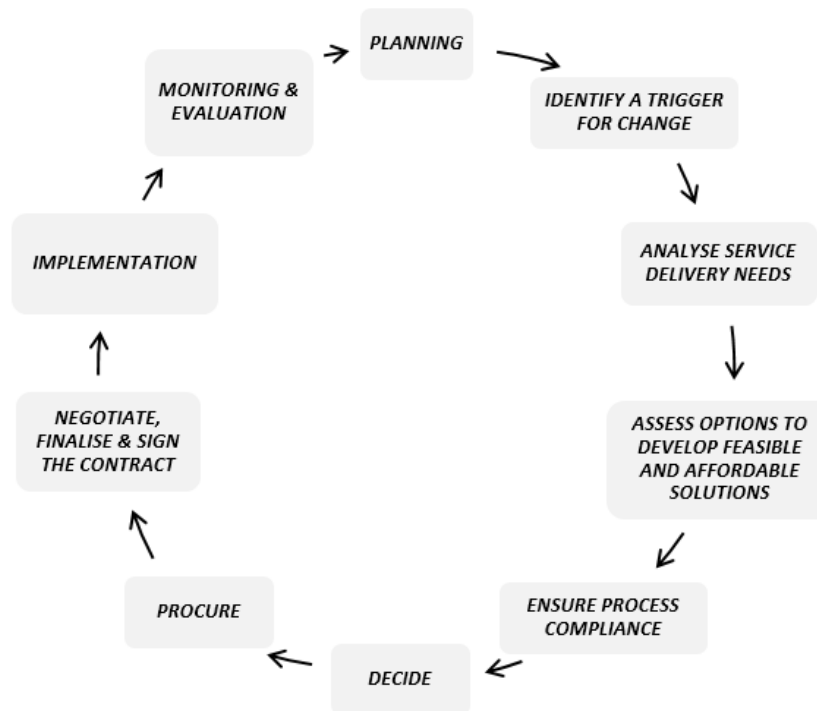 PLANNING
IDENTIFY A TRIGGER
FOR CHANGE
ANALYSE SERVICE
DELIVERY NEEDS
ASSESS OPTIONS TO
DEVELOP FEASIBLE
AND AFFORDABLE
SOLUTIONS
ENSURE PROCESS
COMPLIANCE
DECIDE
PROCURE
NEGOTIATE,
FINALISE & SIGN
THE CONTRACT
IMPLEMENTATION
MONITORING &
EVALUATION